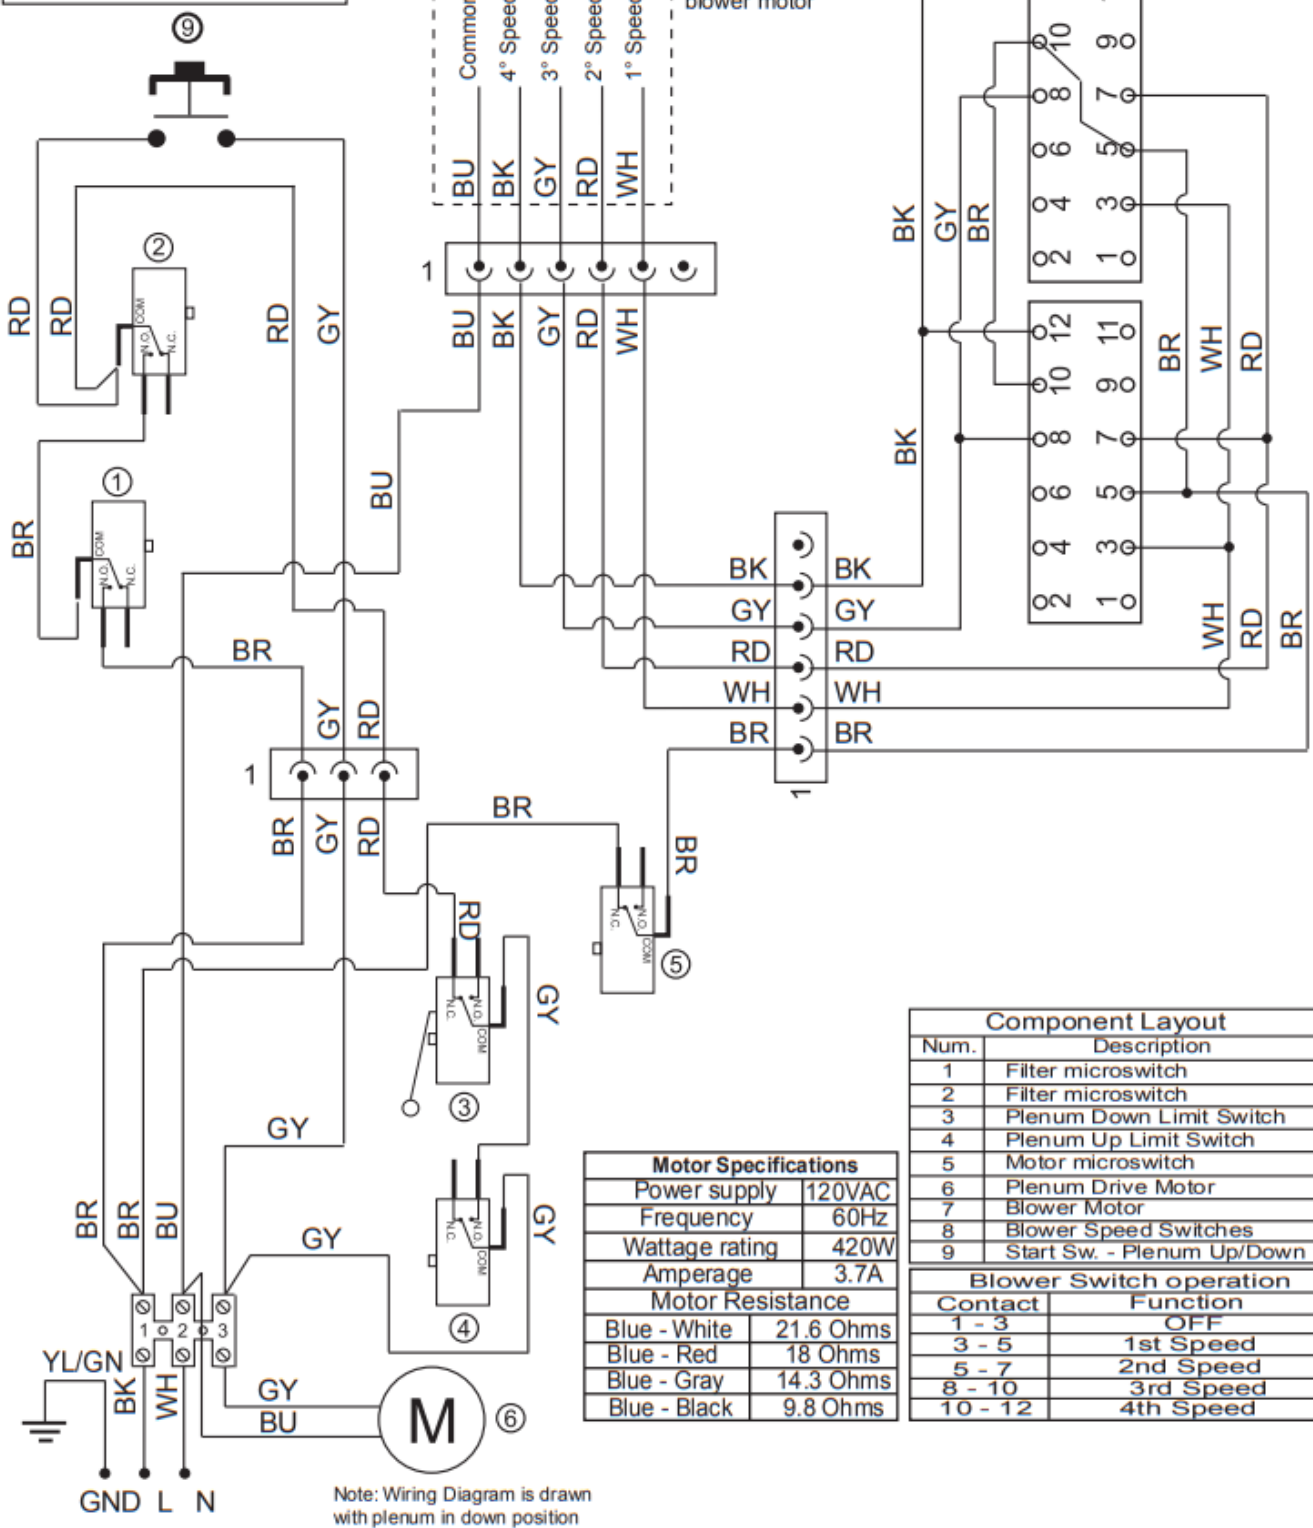 blower motor
9
Common
4° Speed
3° Speed
2° Speed
1° Speed
BU
BK
GY
RD
WH
1
BU
BK
GY
RD
WH
2
RD
RD
COM
N.O.
N.C.
RD
GY
1
BR
COM
N.O.
N.C.
BU
BR
GY
RD
1
BR
GY
RD
10
9
8
7
6
5
4
3
2
1
BK
GY
BR
12
11
10
9
8
7
6
5
4
3
2
1
BR
WH
RD
BK
WH
RD
BR
BK
BK
GY
GY
RD
RD
WH
WH
BR
BR
1
BR
BR
N.C.
N.O.
COM
5
RD
N.C.
N.O.
COM
GY
3
GY
N.C.
N.O.
COM
GY
4
GY
BR
BR
BU
1
2
3
YL/GN
BK
WH
GY
BU
M
6
GND
L
N
Note: Wiring Diagram is drawn
with plenum in down position
Motor Specifications
Power supply 120VAC
Frequency 60Hz
Wattage rating 420W
Amperage 3.7A
Motor Resistance
Blue - White 21.6 Ohms
Blue - Red 18 Ohms
Blue - Gray 14.3 Ohms
Blue - Black 9.8 Ohms
Component Layout
Num. Description
1 Filter microswitch
2 Filter microswitch
3 Plenum Down Limit Switch
4 Plenum Up Limit Switch
5 Motor microswitch
6 Plenum Drive Motor
7 Blower Motor
8 Blower Speed Switches
9 Start Sw. - Plenum Up/Down
Blower Switch operation
Contact Function
1 - 3 OFF
3 - 5 1st Speed
5 - 7 2nd Speed
8 - 10 3rd Speed
10 - 12 4th Speed